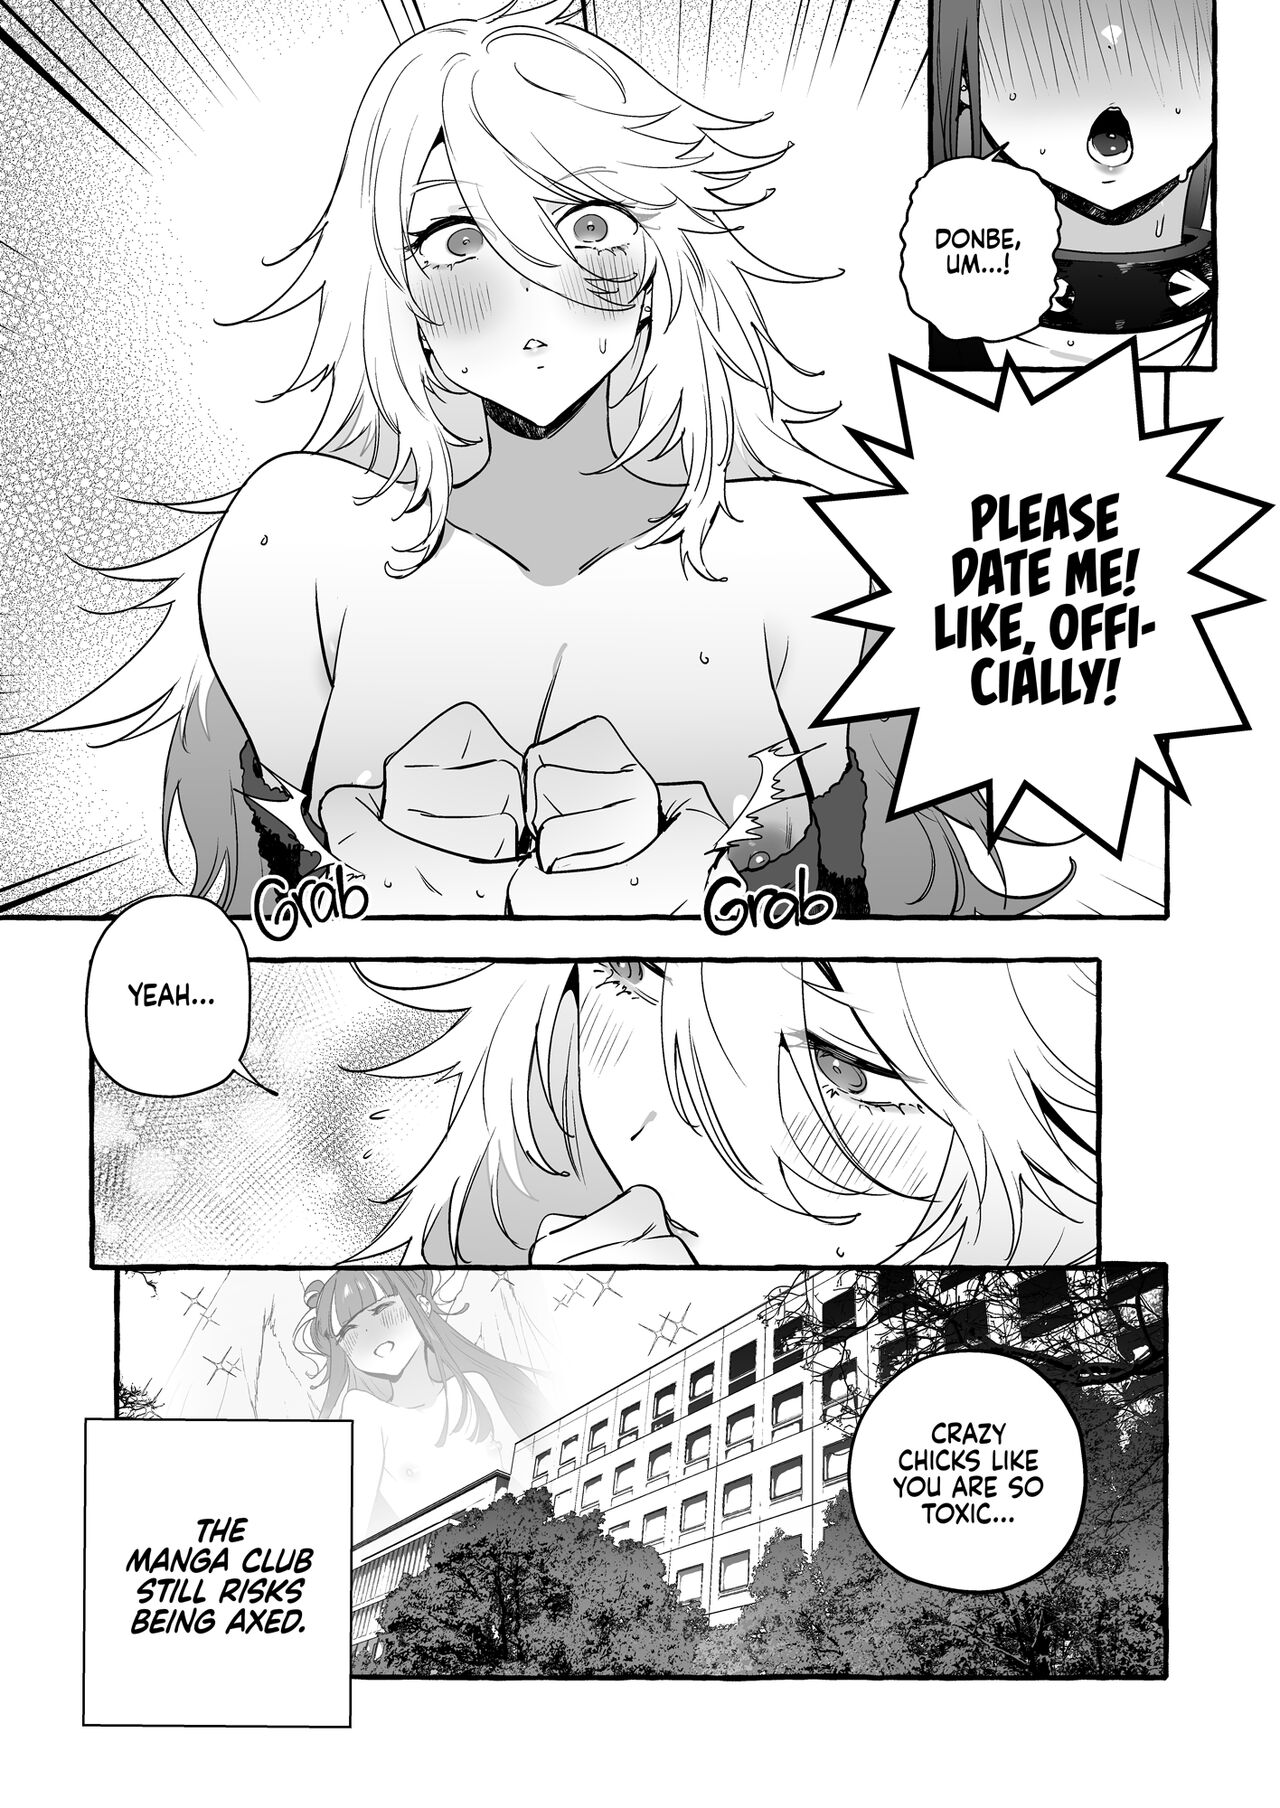 DONBE,
UM...!
PLEASE
DATE ME!
LIKE, OFFI-
CIALLY!
Grab
Grab
YEAH...
CRAZY
CHICKS LIKE
YOU ARE SO
TOXIC...
THE
MANGA CLUB
STILL RISKS
BEING AXED.